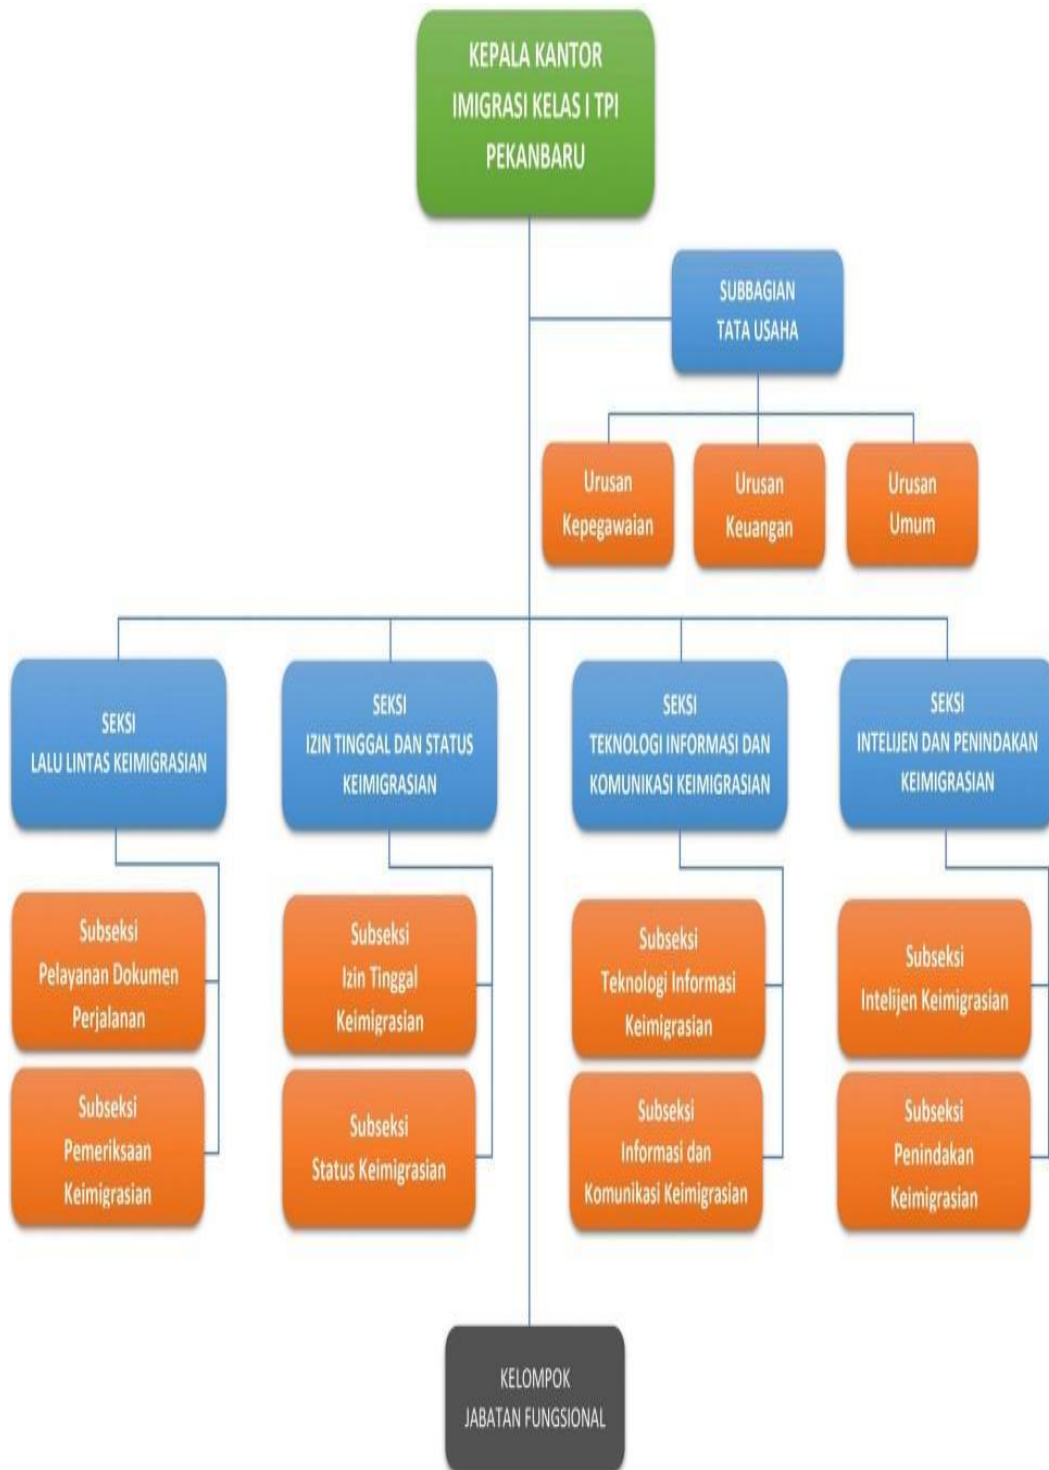 KEPALA KANTOR
IMIGRASI KELAS I TPI
PEKANBARU
SUBBAGIAN
TATA USAHA
Urusan
Kepegawaian
Urusan
Keuangan
Urusan
Umum
SEKSI
LALU LINTAS KEIMIGRASIAN
SEKSI
IZIN TINGGAL DAN STATUS
KEIMIGRASIAN
SEKSI
TEKNOLOGI INFORMASI DAN
KOMUNIKASI KEIMIGRASIAN
SEKSI
INTELIJEN DAN PENINDAKAN
KEIMIGRASIAN
Subseksi
Pelayanan Dokumen
Perjalanan
Subseksi
Izin Tinggal
Keimigrasian
Subseksi
Teknologi Informasi
Keimigrasian
Subseksi
Intelijen Keimigrasian
Subseksi
Pemeriksaan
Keimigrasian
Subseksi
Status Keimigrasian
Subseksi
Informasi dan
Komunikasi Keimigrasian
Subseksi
Penindakan
Keimigrasian
KELOMPOK
JABATAN FUNGSIONAL